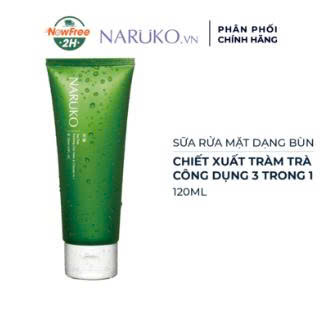 NowFree
2H
NARUKO.VN
PHÂN PHỐI
CHÍNH HÃNG
NARUKO
SỮA RỬA MẶT DẠNG BÙN
CHIẾT XUẤT TRÀM TRÀ
CÔNG DỤNG 3 TRONG 1
120ML